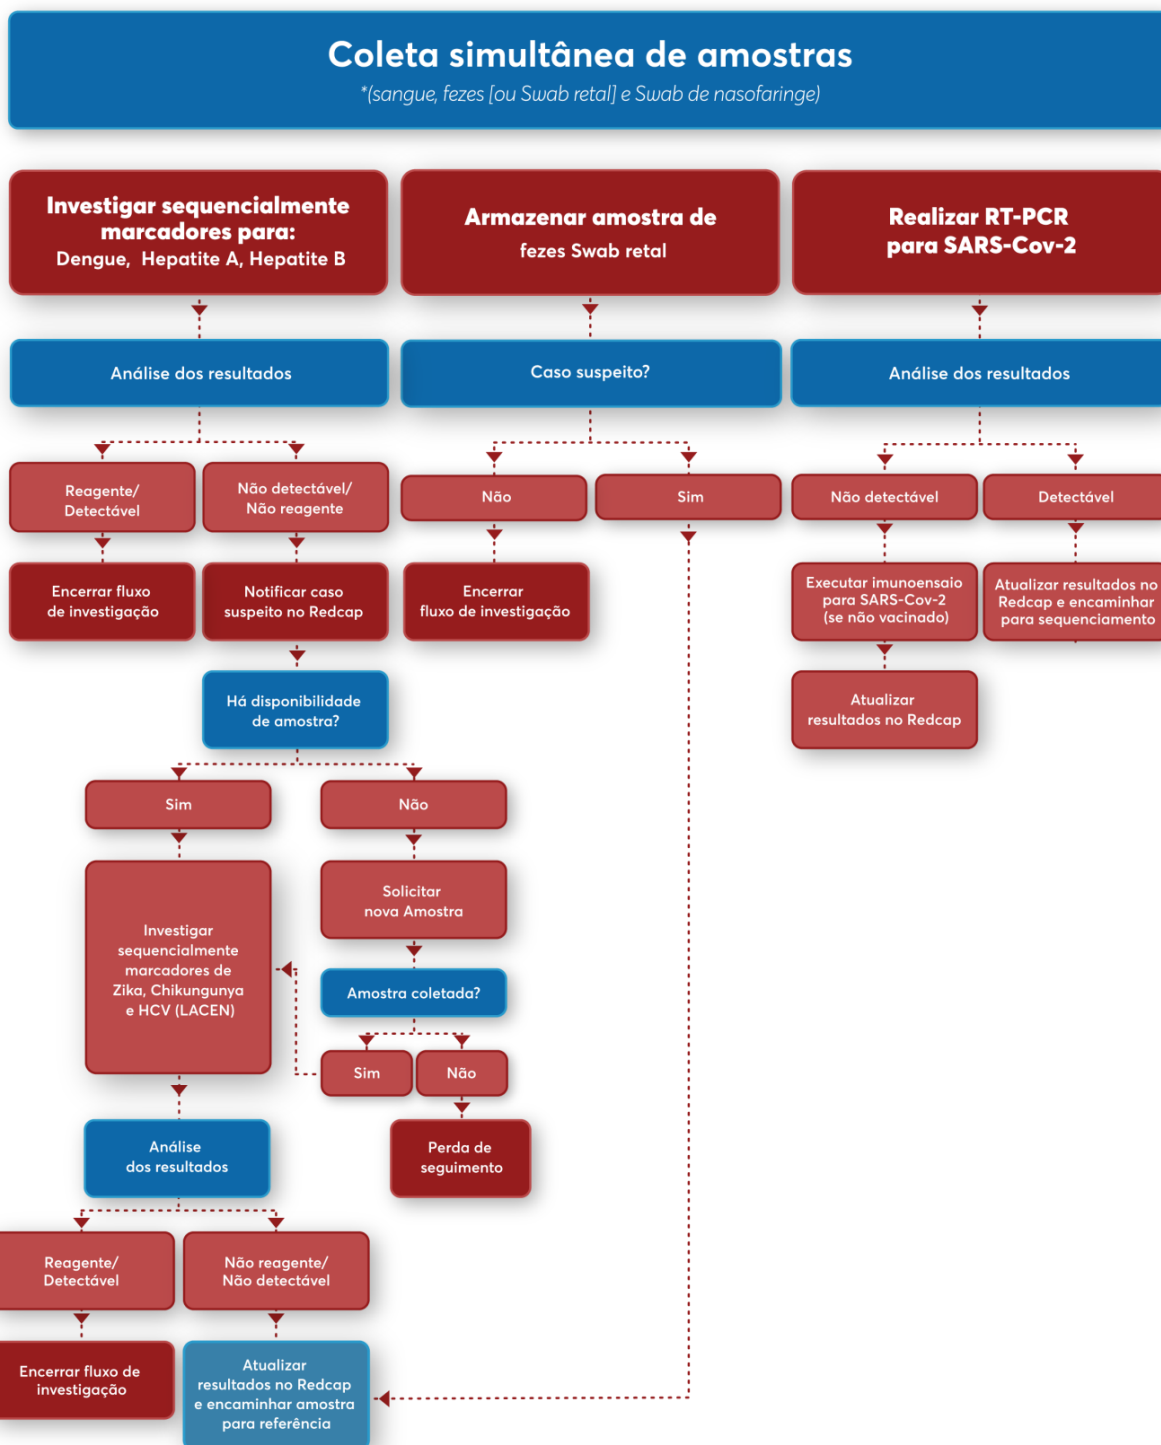 Coleta simultânea de amostras
*(sangue, fezes [ou Swab retal] e Swab de nasofaringe)
Investigar sequencialmente
marcadores para:
Dengue, Hepatite A, Hepatite B
Armazenar amostra de
fezes Swab retal
Realizar RT-PCR
para SARS-Cov-2
Análise dos resultados
Caso suspeito?
Análise dos resultados
Reagente/
Detectável
Não detectável/
Não reagente
Não
Sim
Não detectável
Detectável
Encerrar fluxo
de investigação
Notificar caso
suspeito no Redcap
Encerrar
fluxo de investigação
Executar imunoensaio
para SARS-Cov-2
(se não vacinado)
Atualizar resultados no
Redcap e encaminhar
para sequenciamento
Há disponibilidade
de amostra?
Atualizar
resultados no Redcap
Sim
Não
Investigar
sequencialmente
marcadores de
Zika, Chikungunya
e HCV (LACEN)
Solicitar
nova Amostra
Amostra coletada?
Sim
Não
Perda de
seguimento
Análise
dos resultados
Reagente/
Detectável
Não reagente/
Não detectável
Encerrar fluxo de
investigação
Atualizar
resultados no Redcap
e encaminhar amostra
para referência